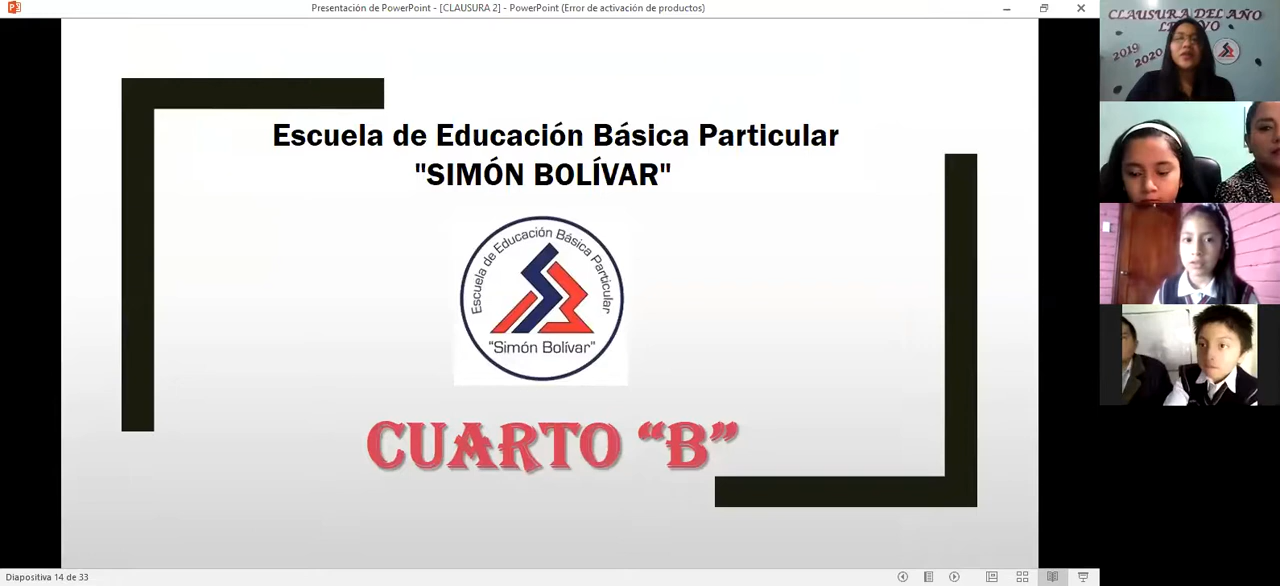 Presentación de PowerPoint - [CLAUSURA 2] - PowerPoint (Error de activación de productos)
CLAUSURA DEL AÑO
LECTIVO
2019
2020
Escuela de Educación Básica Particular
"SIMÓN BOLÍVAR"
Escuela de Educación Básica Particular
"Simón Bolívar"
CUARTO “B”
Diapositiva 14 de 33